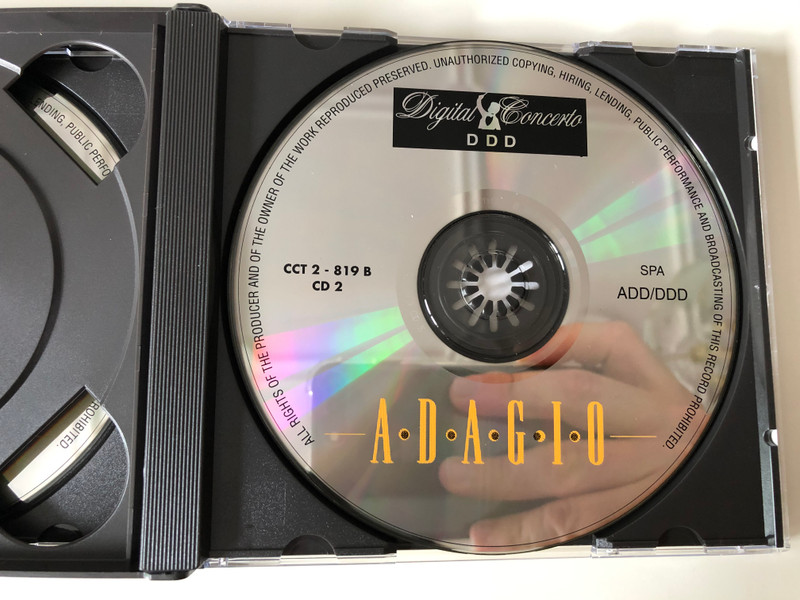 ALL RIGHTS OF THE PRODUCER AND OF THE OWNER OF THE WORK REPRODUCED PRESERVED. UNAUTHORIZED COPYING, HIRING, LENDING, PUBLIC PERFORMANCE AND BROADCASTING OF THIS RECORD PROHIBITED.
Digital Concerto
DDD
CCT 2 - 819 B
CD 2
SPA
ADD/DDD
A·D·A·G·I·O
NDING, PUBLIC PERFO
PROHIBITED.